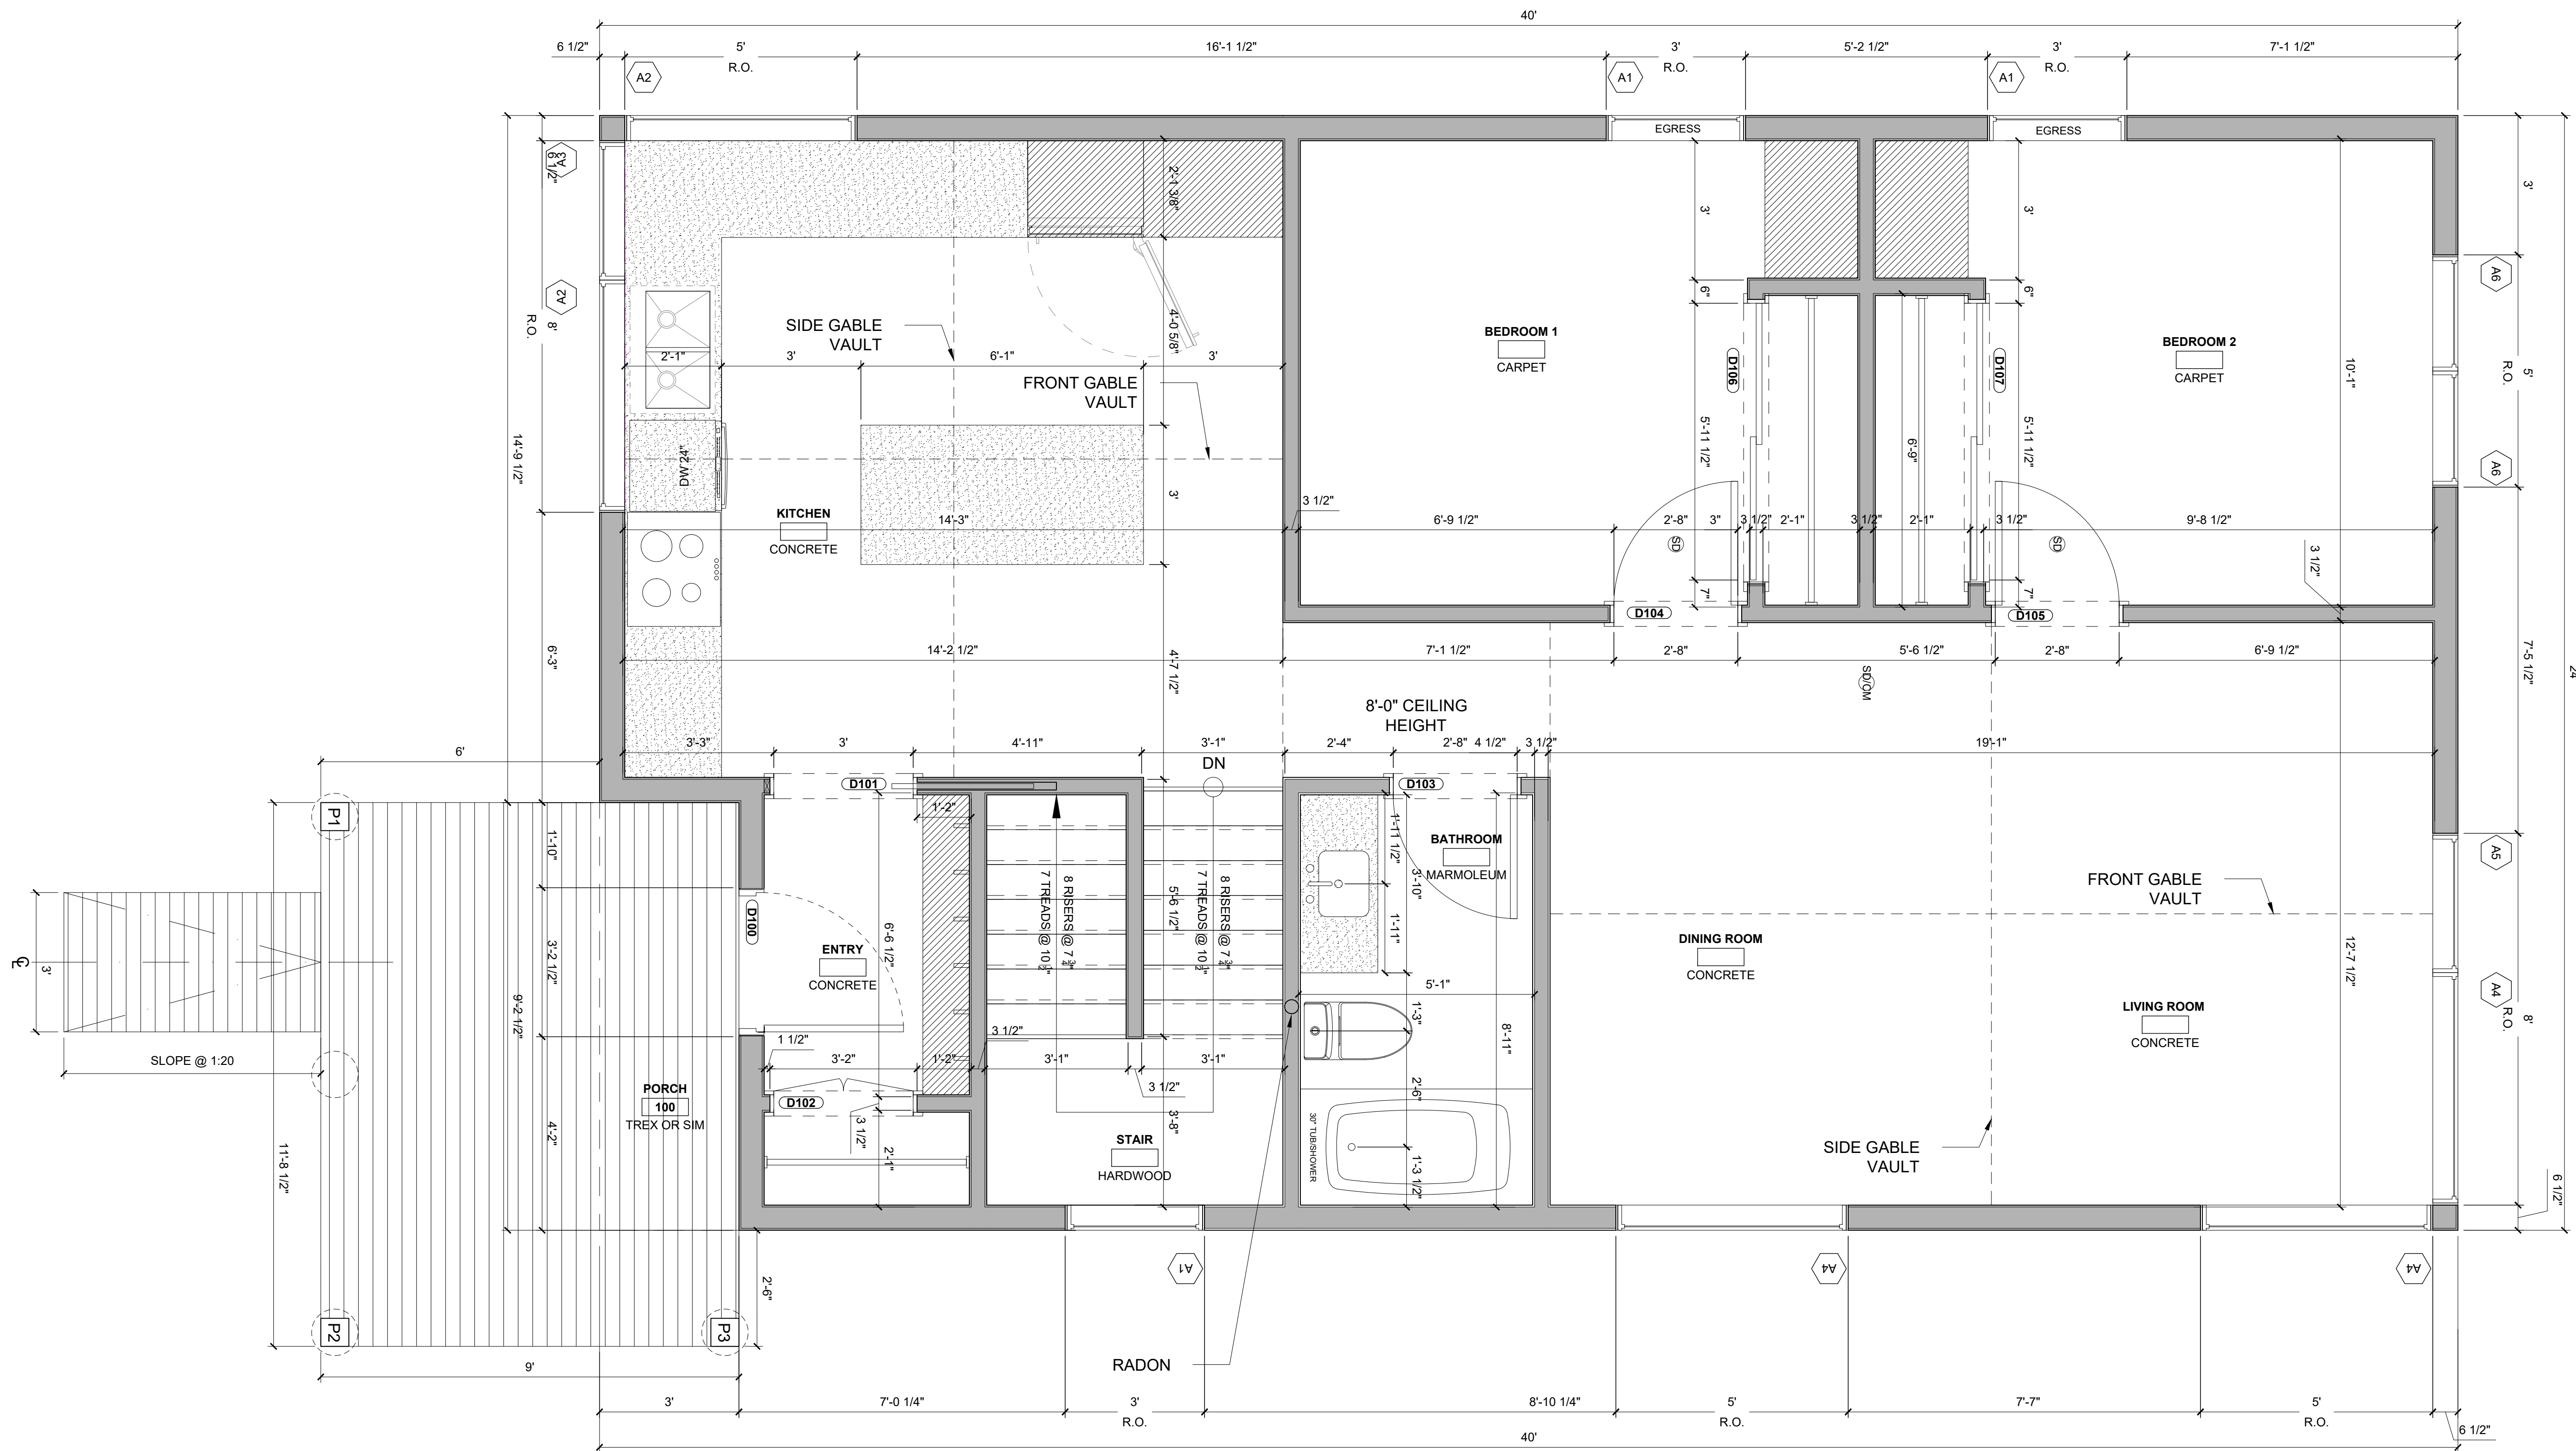 40'
6 1/2"
5'
R.O.
16'-1 1/2"
3'
R.O.
5'-2 1/2"
3'
R.O.
7'-1 1/2"
A2
A1
A1
EGRESS
EGRESS
A3
6 1/2"
A2
8'
R.O.
14'-9 1/2"
6'-3"
2'-1 3/8"
4'-0 5/8"
SIDE GABLE
VAULT
2'-1"
3'
6'-1"
3'
FRONT GABLE
VAULT
DW 24"
KITCHEN
CONCRETE
14'-3"
3'
3 1/2"
4'-7 1/2"
BEDROOM 1
CARPET
3'
6"
D106
5'-11 1/2"
7"
6'-9"
3'
6"
D107
5'-11 1/2"
7"
BEDROOM 2
CARPET
10'-1"
6'-9 1/2"
2'-8"
3"
3 1/2"
2'-1"
3 1/2"
2'-1"
3 1/2"
9'-8 1/2"
SD
SD
3 1/2"
D104
D105
3'
A6
5'
R.O.
A6
7'-5 1/2"
24'
14'-2 1/2"
7'-1 1/2"
2'-8"
5'-6 1/2"
2'-8"
6'-9 1/2"
SD/CM
8'-0" CEILING
HEIGHT
6'
3'-3"
3'
4'-11"
3'-1"
2'-4"
2'-8"
4 1/2"
3 1/2"
19'-1"
DN
D101
D103
P1
1'-10"
3'-2 1/2"
9'-2 1/2"
4'-2"
11'-8 1/2"
D100
1'-2"
6'-6 1/2"
ENTRY
CONCRETE
7 TREADS @ 10 1/2"
8 RISERS @ 7 3/4"
5'-6 1/2"
7 TREADS @ 10 1/2"
8 RISERS @ 7 3/4"
BATHROOM
MARMOLEUM
1'-11 1/2"
3'-10"
1'-11"
5'-1"
1'-3"
8'-11"
2'-6"
1'-3 1/2"
30" TUB/SHOWER
DINING ROOM
CONCRETE
FRONT GABLE
VAULT
LIVING ROOM
CONCRETE
12'-7 1/2"
SIDE GABLE
VAULT
A5
A4
8'
R.O.
6 1/2"
CL
3'
SLOPE @ 1:20
PORCH
100
TREX OR SIM
1 1/2"
3'-2"
1'-2"
3 1/2"
3'-1"
3'-1"
3 1/2"
D102
3 1/2"
2'-1"
STAIR
HARDWOOD
3'-8"
P2
P3
2'-6"
9'
A1
A4
A4
RADON
3'
7'-0 1/4"
3'
R.O.
8'-10 1/4"
5'
R.O.
7'-7"
5'
R.O.
6 1/2"
40'